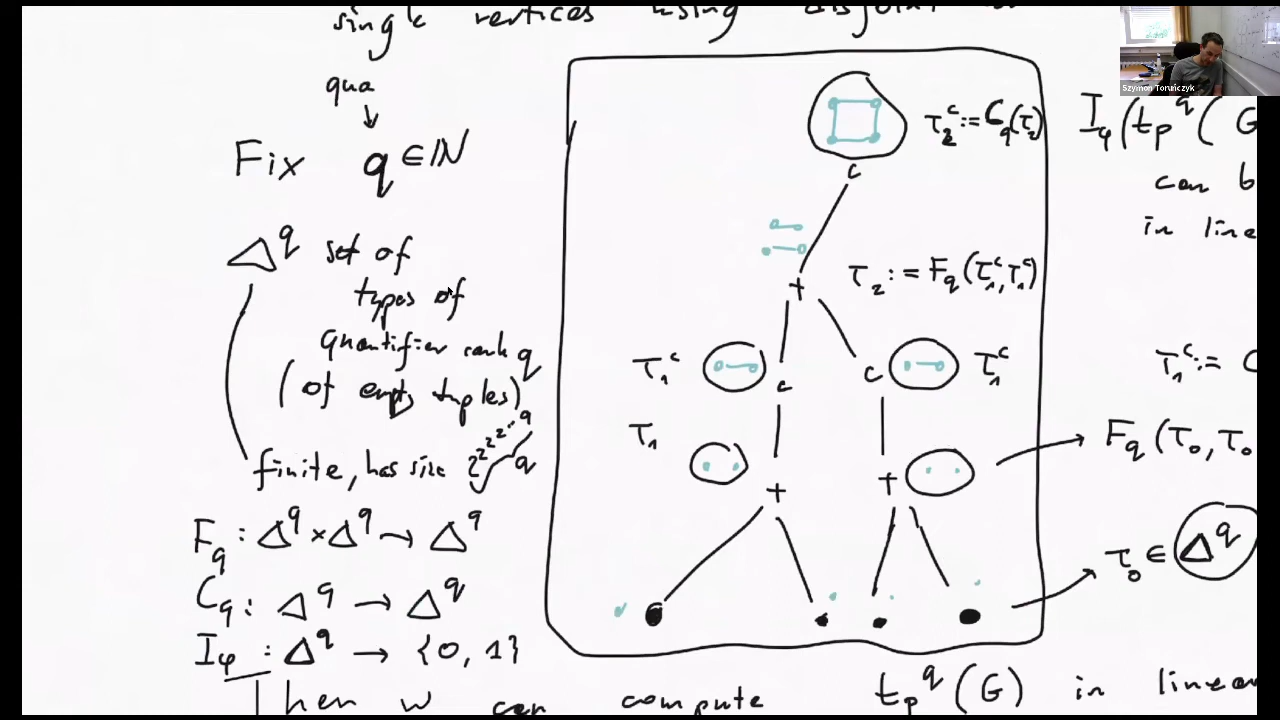 single vertices using disjoint
qua
Fix q ∈ ℕ
Δ^q set of
types of
quantifier rank q
(of empty tuples)
finite, has size 2^2^2^2^...^q } q
F_q : Δ^q × Δ^q → Δ^q
C_q : Δ^q → Δ^q
I_φ : Δ^q → {0, 1}
Then w can compute tp^q(G) in linear
τ_2^c := C_q(τ_2)
c
+
τ_2 := F_q(τ_1^c, τ_1^c)
τ_1^c
c
c
τ_1^c
τ_1
+
+
I_φ(tp^q(G
can b
in line
τ_1^c := C
F_q(τ_0, τ_0
τ_0 ∈ Δ^q
Szymon Toruńczyk